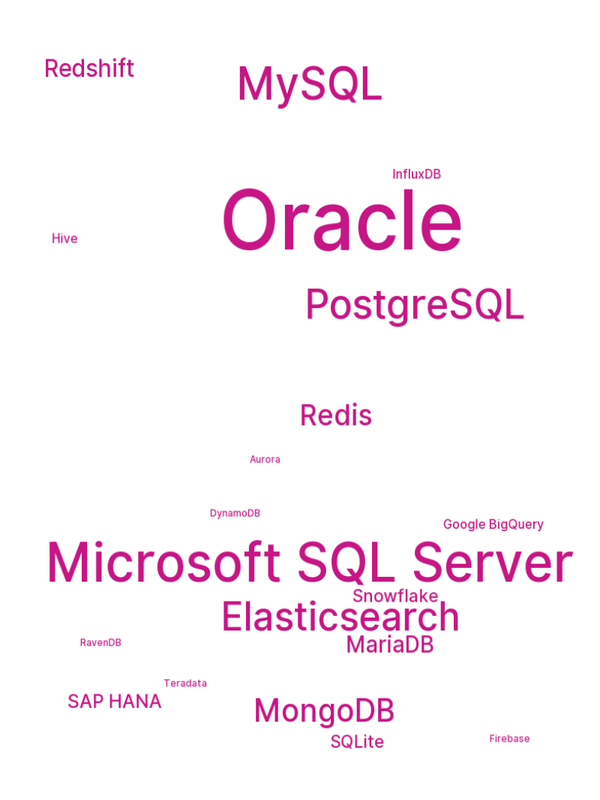 Redshift
MySQL
InfluxDB
Oracle
Hive
PostgreSQL
Redis
Aurora
DynamoDB
Google BigQuery
Microsoft SQL Server
Snowflake
Elasticsearch
RavenDB
MariaDB
Teradata
SAP HANA
MongoDB
SQLite
Firebase